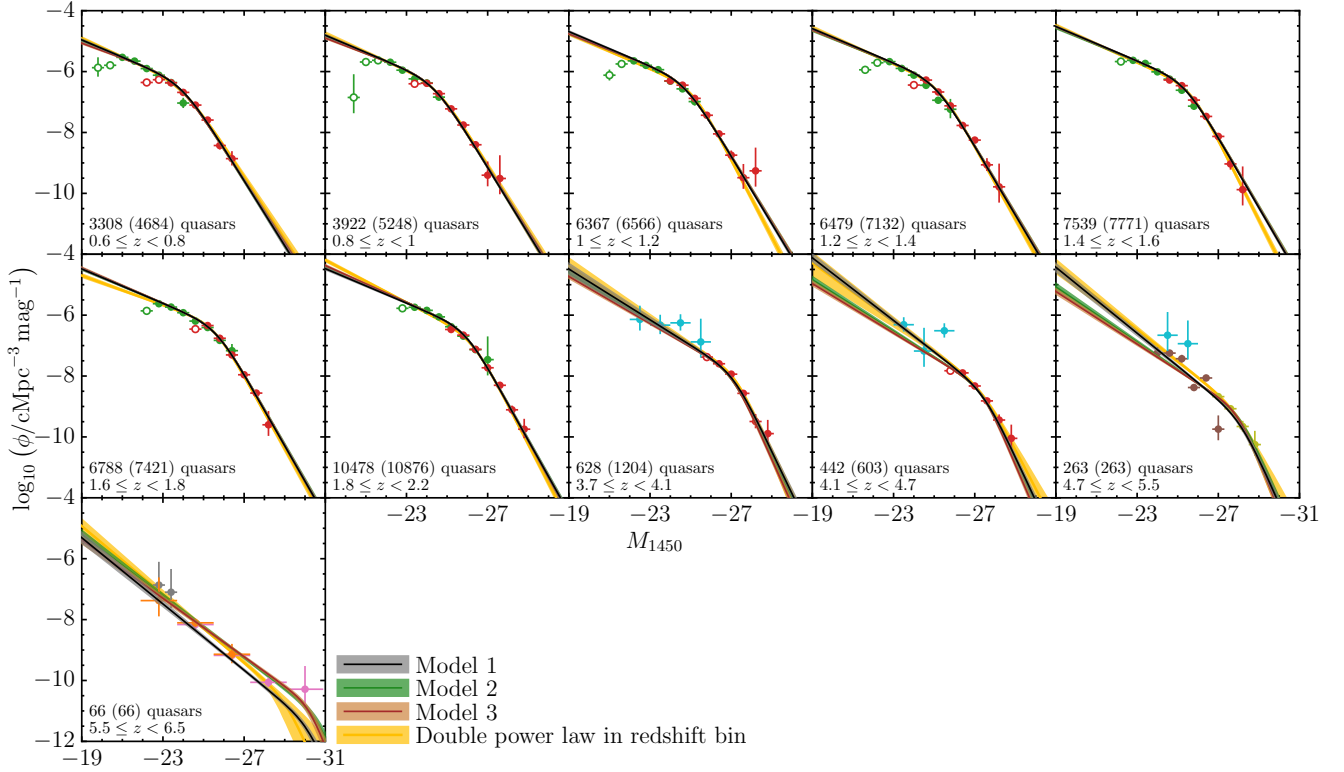 −4
−6
−8
−10
−4
3308 (4684) quasars
0.6 ≤ z < 0.8
3922 (5248) quasars
0.8 ≤ z < 1
6367 (6566) quasars
1 ≤ z < 1.2
6479 (7132) quasars
1.2 ≤ z < 1.4
7539 (7771) quasars
1.4 ≤ z < 1.6
−6
−8
−10
−4
6788 (7421) quasars
1.6 ≤ z < 1.8
10478 (10876) quasars
1.8 ≤ z < 2.2
628 (1204) quasars
3.7 ≤ z < 4.1
442 (603) quasars
4.1 ≤ z < 4.7
263 (263) quasars
4.7 ≤ z < 5.5
−23 −27 −19 −23 −27 −19 −23 −27 −19 −23 −27 −31
M1450
log10 (ϕ/cMpc−3 mag−1)
−6
−8
−10
−12
66 (66) quasars
5.5 ≤ z < 6.5
−19 −23 −27 −31
Model 1
Model 2
Model 3
Double power law in redshift bin